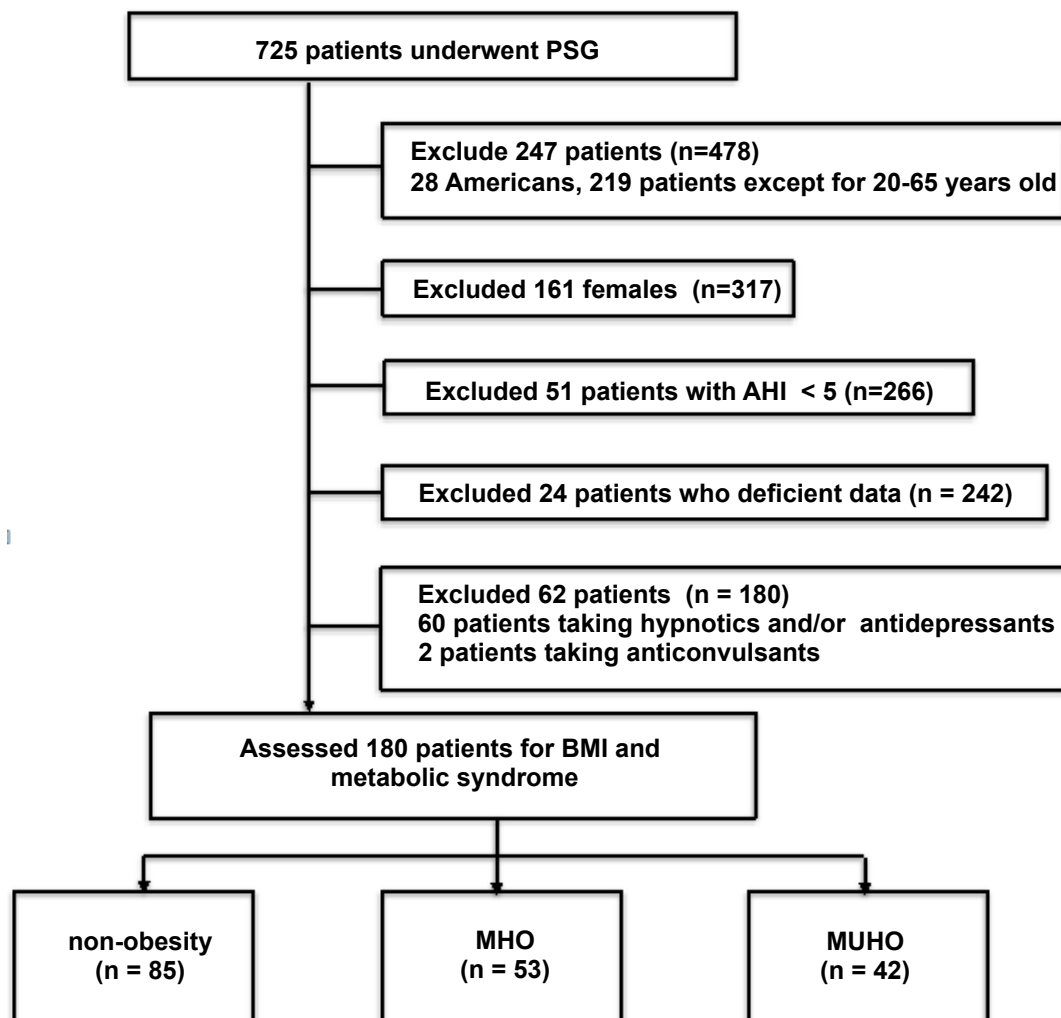 725 patients underwent PSG
Exclude 247 patients (n=478)
28 Americans, 219 patients except for 20-65 years old
Excluded 161 females (n=317)
Excluded 51 patients with AHI < 5 (n=266)
Excluded 24 patients who deficient data (n = 242)
Excluded 62 patients (n = 180)
60 patients taking hypnotics and/or antidepressants
2 patients taking anticonvulsants
Assessed 180 patients for BMI and
metabolic syndrome
non-obesity
(n = 85)
MHO
(n = 53)
MUHO
(n = 42)